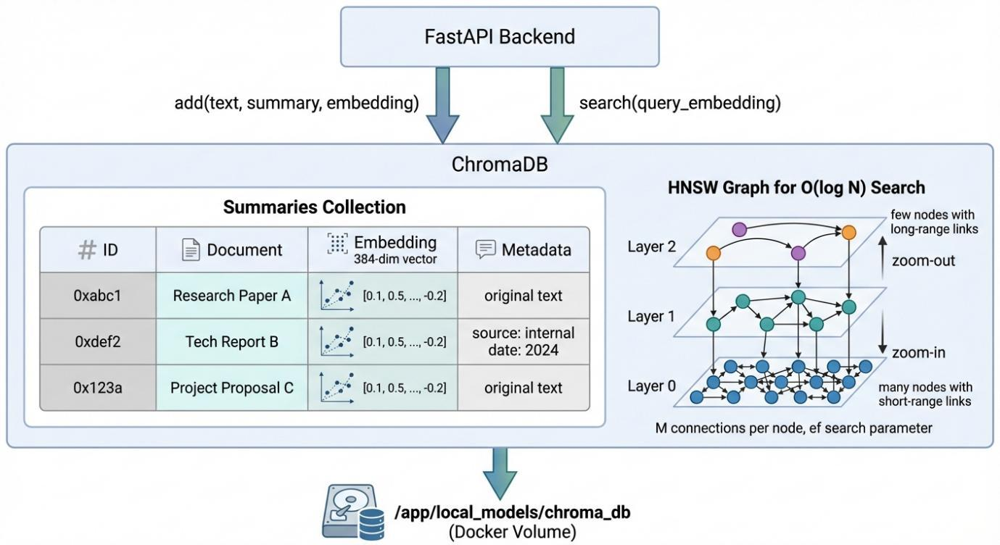 FastAPI Backend
add(text, summary, embedding)
search(query_embedding)
ChromaDB
Summaries Collection
# ID
Document
Embedding
384-dim vector
Metadata
0xabc1
Research Paper A
[0.1, 0.5, ..., -0.2]
original text
0xdef2
Tech Report B
[0.1, 0.5, ..., -0.2]
source: internal
date: 2024
0x123a
Project Proposal C
[0.1, 0.5, ..., -0.2]
original text
HNSW Graph for O(log N) Search
Layer 2
few nodes with
long-range links
zoom-out
Layer 1
zoom-in
Layer 0
many nodes with
short-range links
M connections per node, ef search parameter
/app/local_models/chroma_db
(Docker Volume)